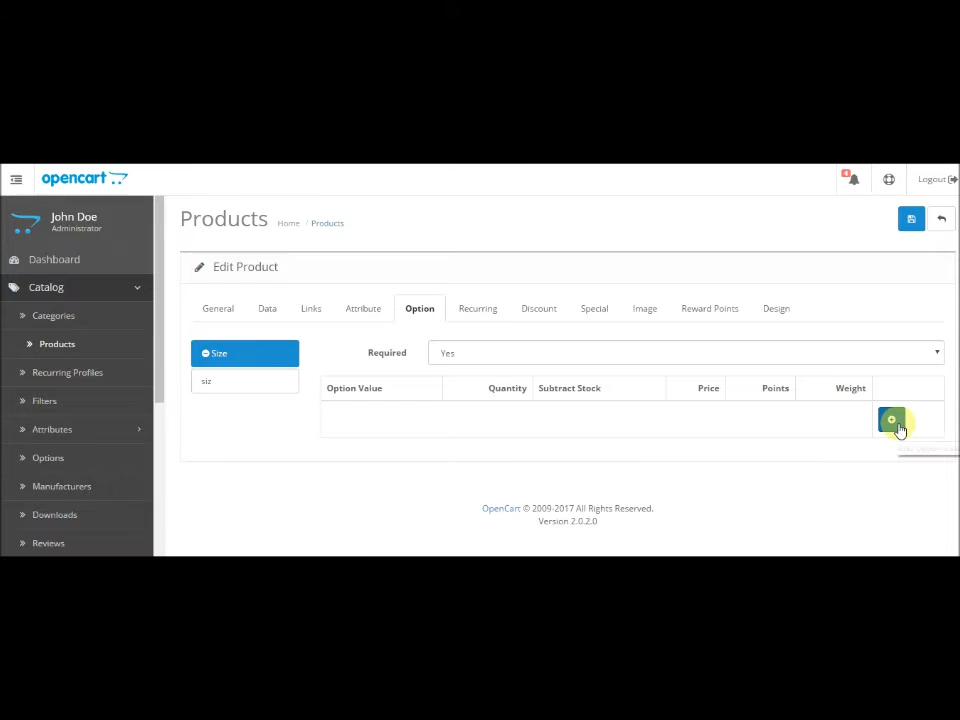 opencart
4
Logout
John Doe
Administrator
Products
Home / Products
Dashboard
Catalog
Categories
Products
Recurring Profiles
Filters
Attributes
Options
Manufacturers
Downloads
Reviews
Edit Product
General Data Links Attribute Option Recurring Discount Special Image Reward Points Design
Size
siz
Required Yes
Option Value Quantity Subtract Stock Price Points Weight
OpenCart © 2009-2017 All Rights Reserved.
Version 2.0.2.0